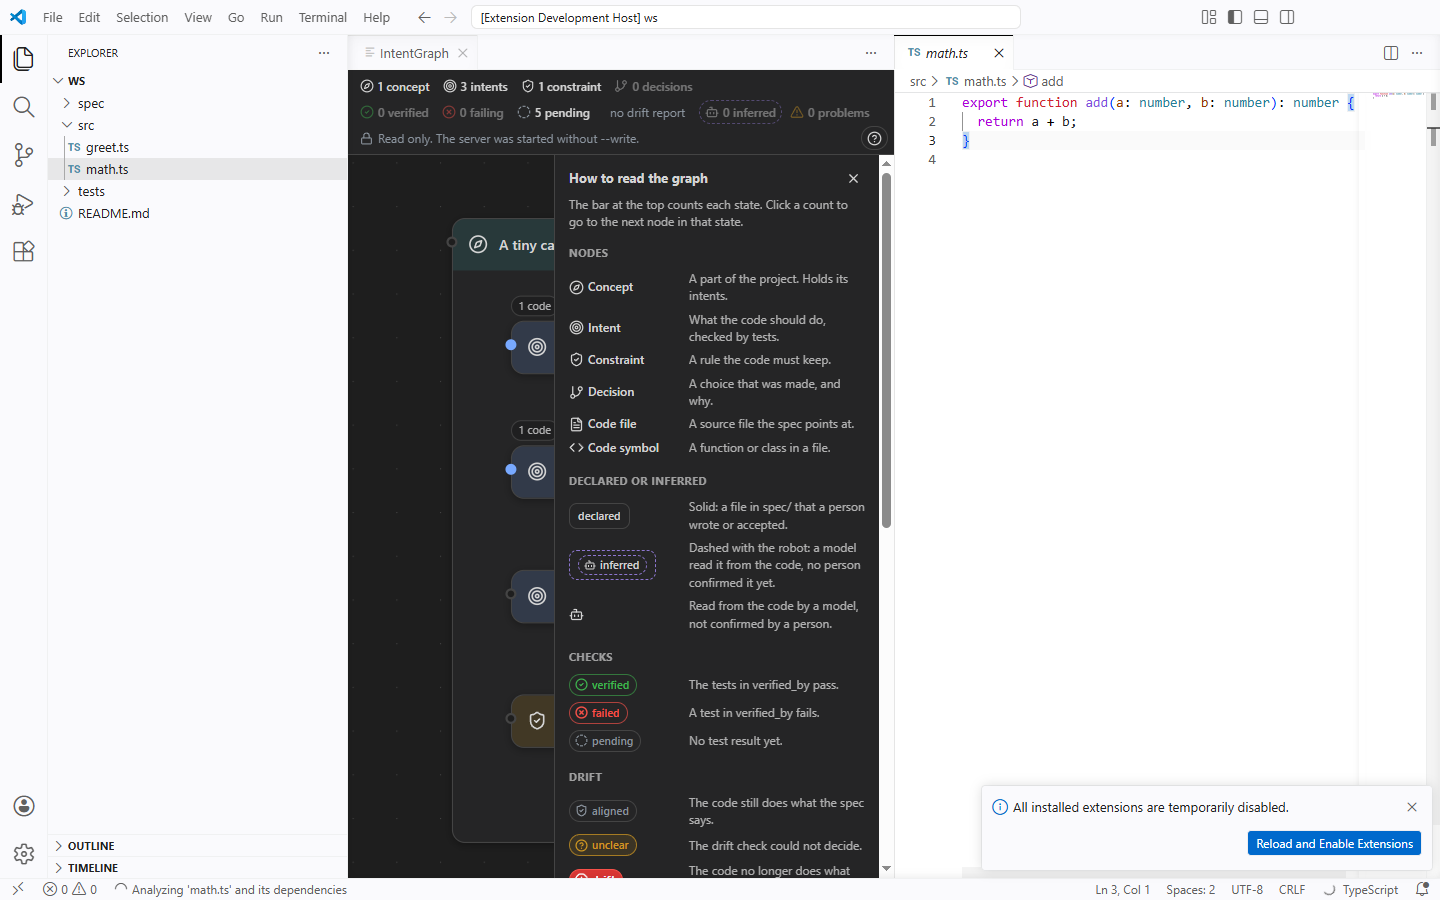 File Edit Selection View Go Run Terminal Help
[Extension Development Host] ws
EXPLORER
WS
spec
src
TS greet.ts
TS math.ts
tests
README.md
OUTLINE
TIMELINE
IntentGraph
1 concept 3 intents 1 constraint 0 decisions
0 verified 0 failing 5 pending no drift report 0 inferred 0 problems
Read only. The server was started without --write.
A tiny ca
1 code
1 code
How to read the graph
The bar at the top counts each state. Click a count to
go to the next node in that state.
NODES
Concept A part of the project. Holds its
intents.
Intent What the code should do,
checked by tests.
Constraint A rule the code must keep.
Decision A choice that was made, and
why.
Code file A source file the spec points at.
Code symbol A function or class in a file.
DECLARED OR INFERRED
declared Solid: a file in spec/ that a person
wrote or accepted.
inferred Dashed with the robot: a model
read it from the code, no person
confirmed it yet.
Read from the code by a model,
not confirmed by a person.
CHECKS
verified The tests in verified_by pass.
failed A test in verified_by fails.
pending No test result yet.
DRIFT
aligned The code still does what the spec
says.
unclear The drift check could not decide.
The code no longer does what
TS math.ts
src > TS math.ts > add
1 export function add(a: number, b: number): number {
2 return a + b;
3 }
4
All installed extensions are temporarily disabled.
Reload and Enable Extensions
0 0 Analyzing 'math.ts' and its dependencies
Ln 3, Col 1 Spaces: 2 UTF-8 CRLF TypeScript